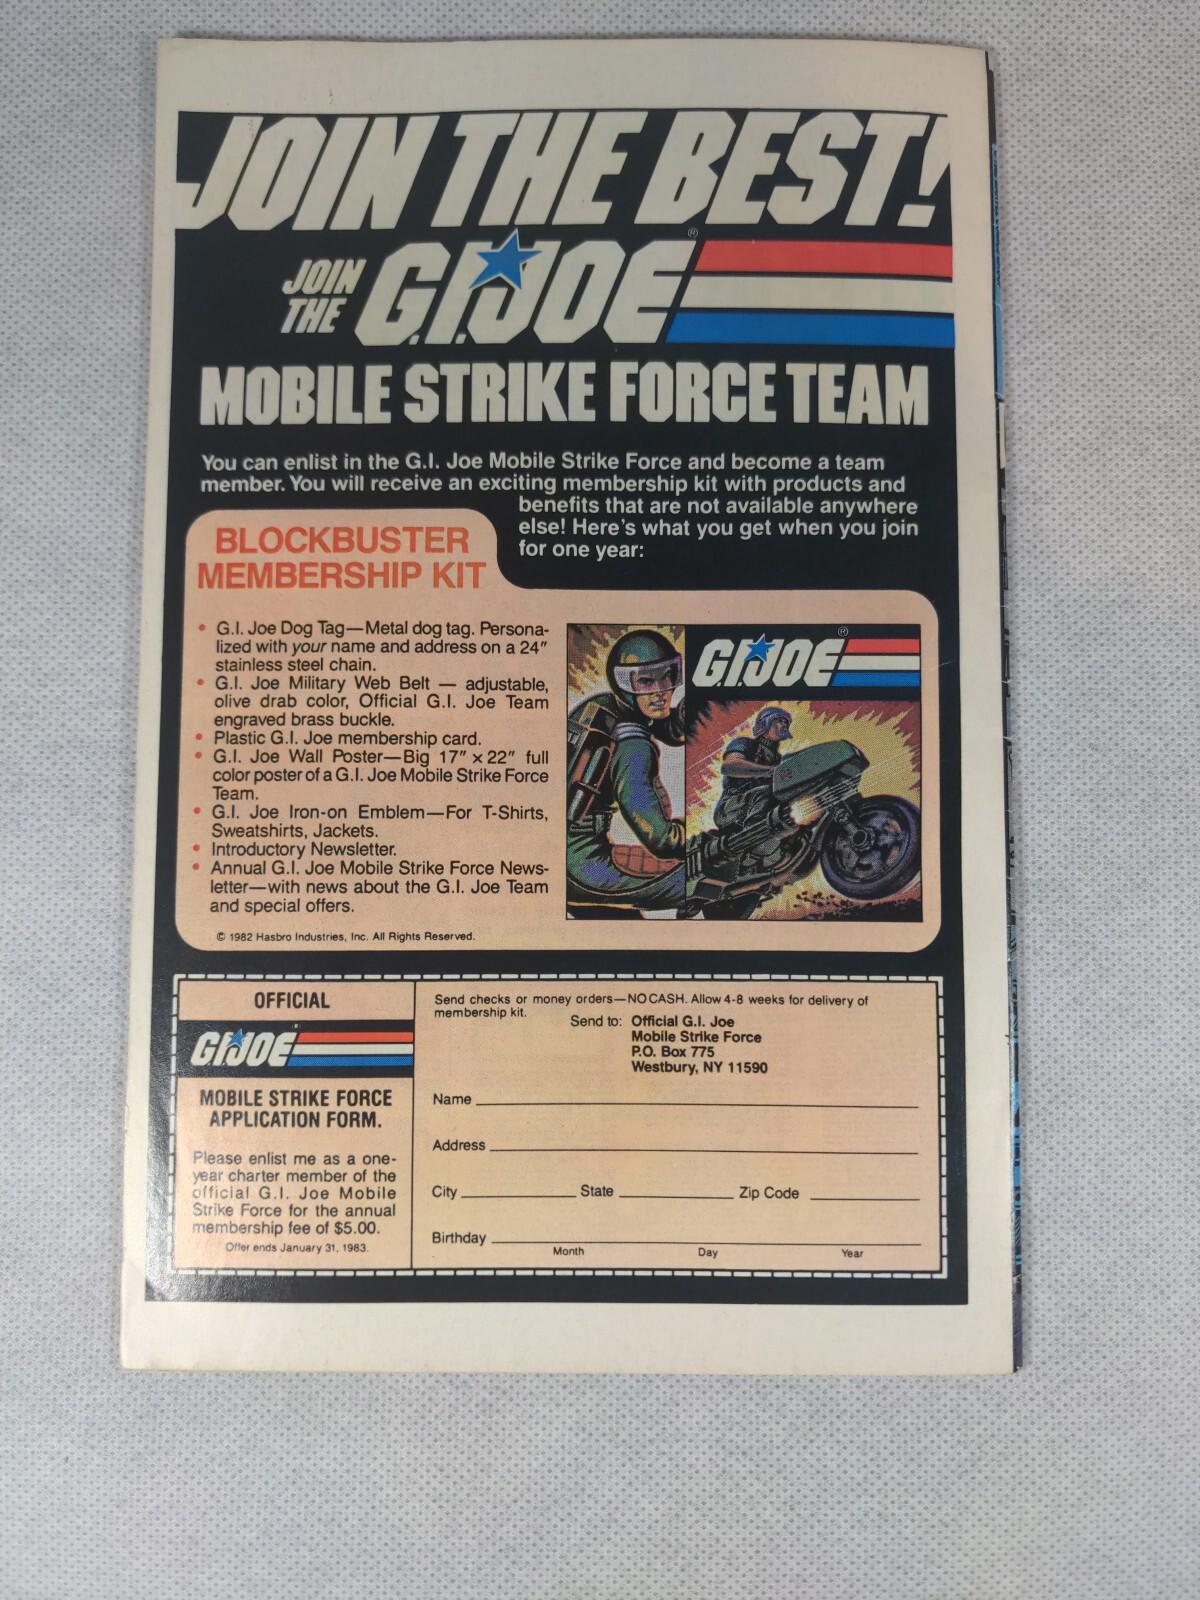 JOIN THE BEST!
JOIN
THE
G.I.JOE®
MOBILE STRIKE FORCE TEAM
You can enlist in the G.I. Joe Mobile Strike Force and become a team
member. You will receive an exciting membership kit with products and
benefits that are not available anywhere
else! Here's what you get when you join
for one year:
BLOCKBUSTER
MEMBERSHIP KIT
• G.I. Joe Dog Tag—Metal dog tag. Persona-
lized with your name and address on a 24"
stainless steel chain.
• G.I. Joe Military Web Belt — adjustable,
olive drab color, Official G.I. Joe Team
engraved brass buckle.
• Plastic G.I. Joe membership card.
• G.I. Joe Wall Poster—Big 17" x 22" full
color poster of a G.I. Joe Mobile Strike Force
Team.
• G.I. Joe Iron-on Emblem—For T-Shirts,
Sweatshirts, Jackets.
• Introductory Newsletter.
• Annual G.I. Joe Mobile Strike Force News-
letter—with news about the G.I. Joe Team
and special offers.
© 1982 Hasbro Industries, Inc. All Rights Reserved.
G.I.JOE®
OFFICIAL
G.I.JOE®
MOBILE STRIKE FORCE
APPLICATION FORM.
Please enlist me as a one-
year charter member of the
official G.I. Joe Mobile
Strike Force for the annual
membership fee of $5.00.
Offer ends January 31, 1983.
Send checks or money orders—NO CASH. Allow 4-8 weeks for delivery of
membership kit.
Send to: Official G.I. Joe
Mobile Strike Force
P.O. Box 775
Westbury, NY 11590
Name
Address
City State Zip Code
Birthday
Month Day Year